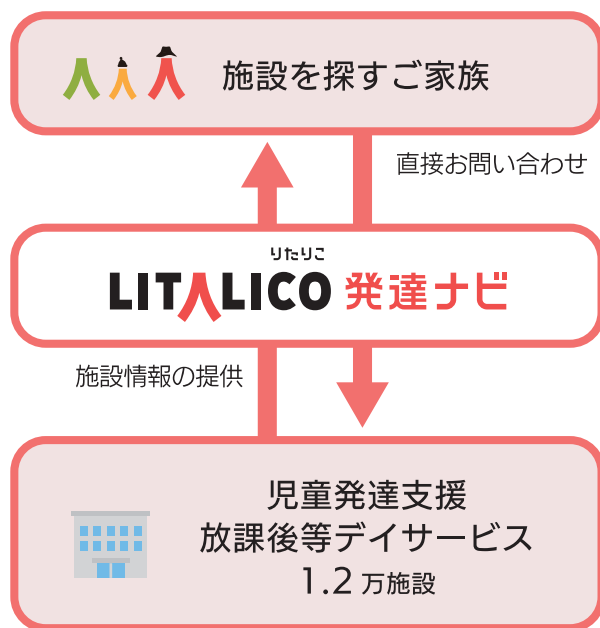 施設を探すご家族
直接お問い合わせ
りたりこ
LITALICO 発達ナビ
施設情報の提供
児童発達支援
放課後等デイサービス
1.2 万施設